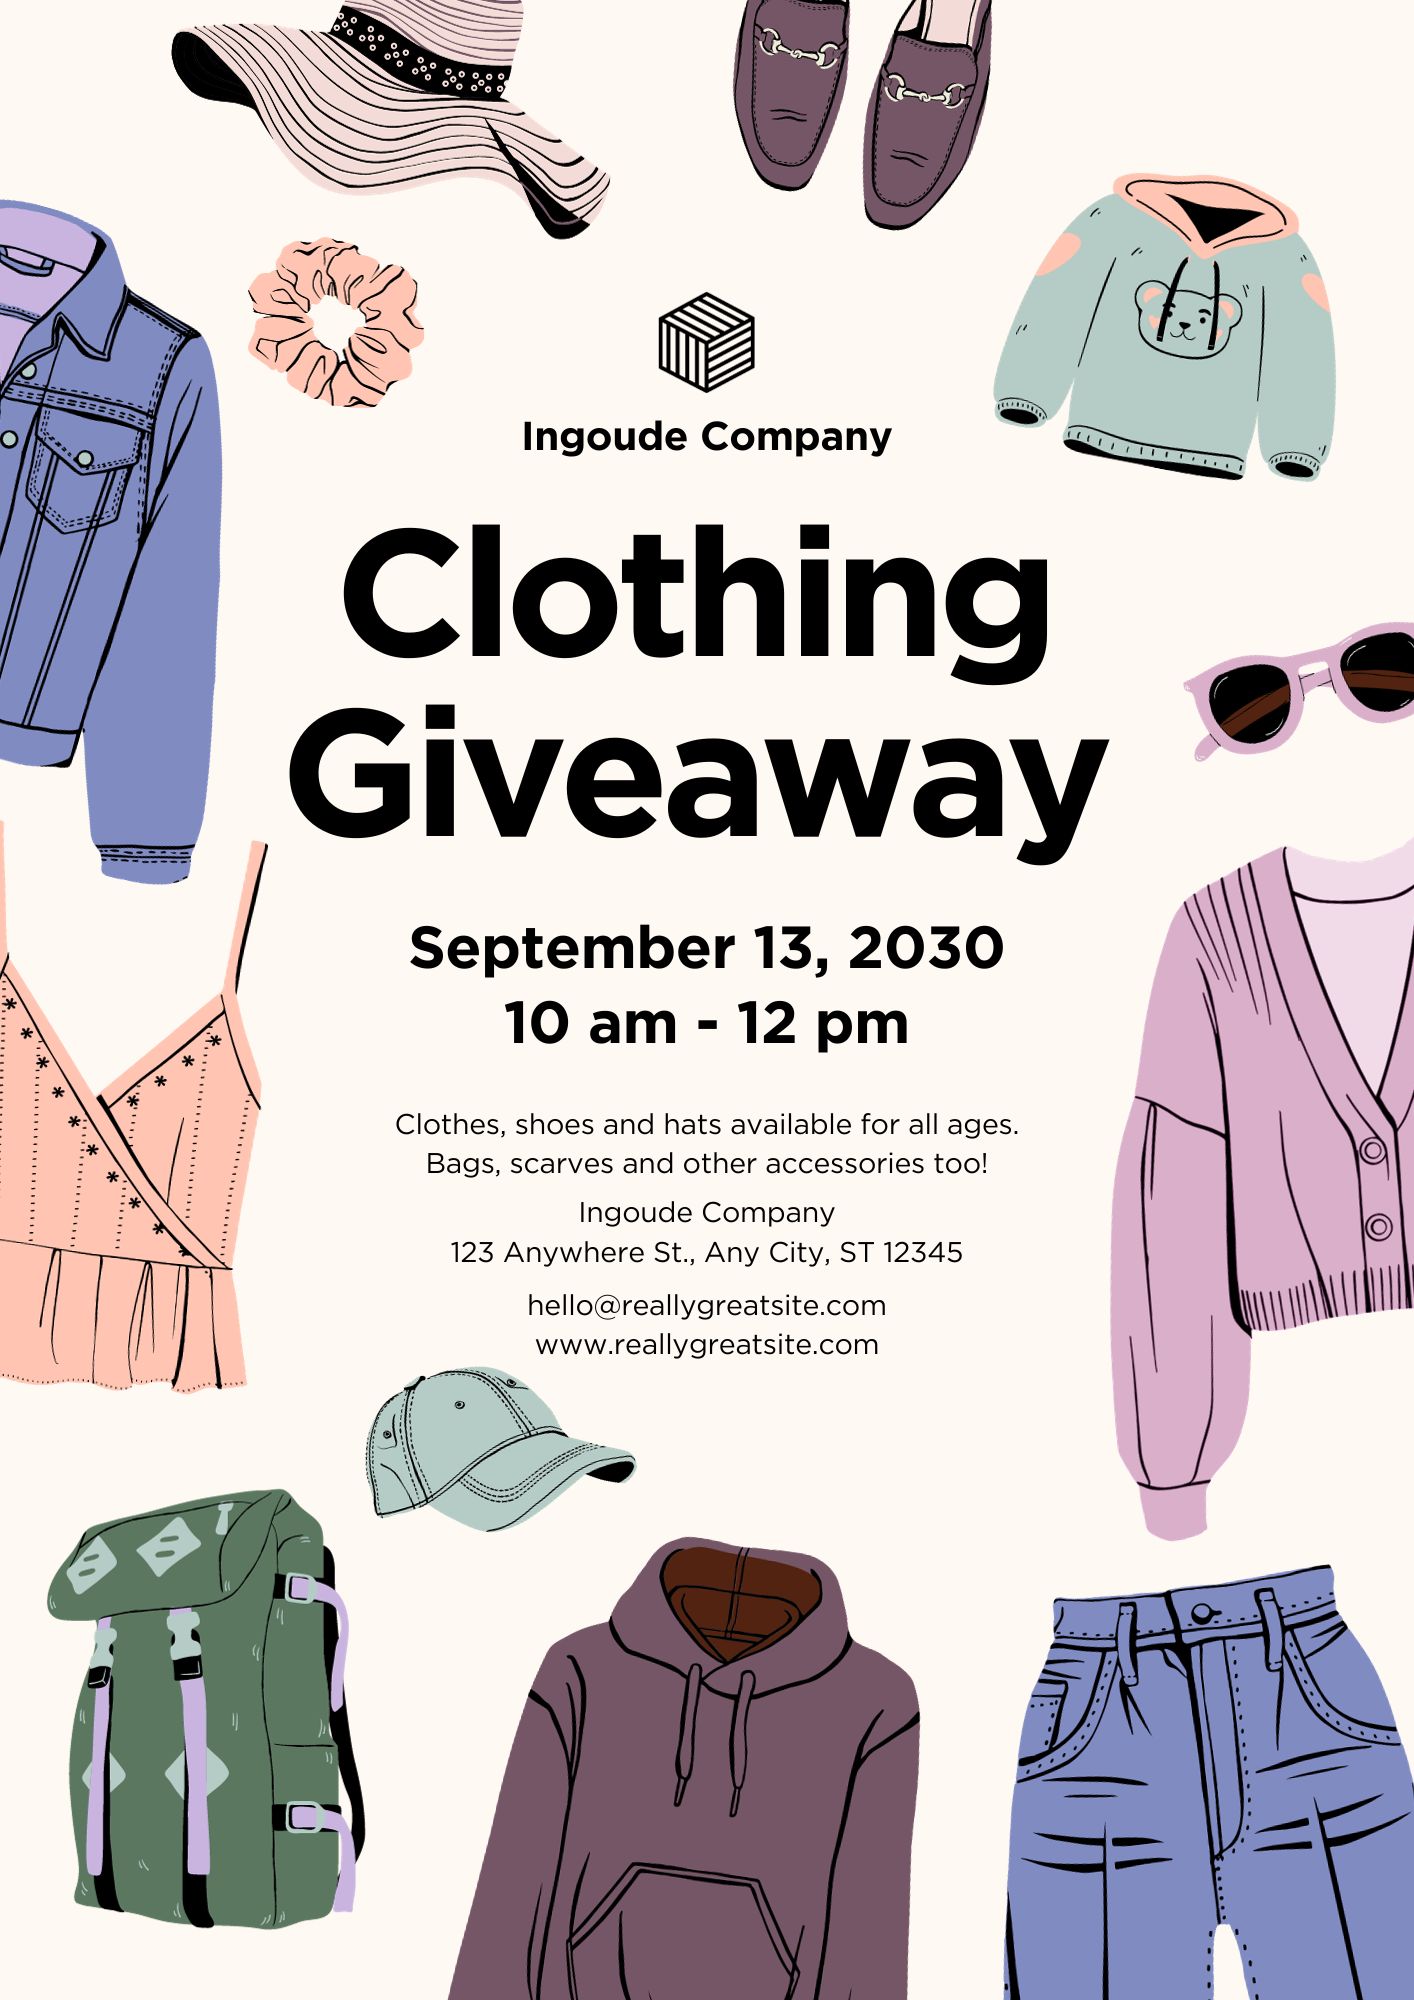 Ingoude Company
Clothing
Giveaway
September 13, 2030
10 am - 12 pm
Clothes, shoes and hats available for all ages.
Bags, scarves and other accessories too!
Ingoude Company
123 Anywhere St., Any City, ST 12345
hello@reallygreatsite.com
www.reallygreatsite.com